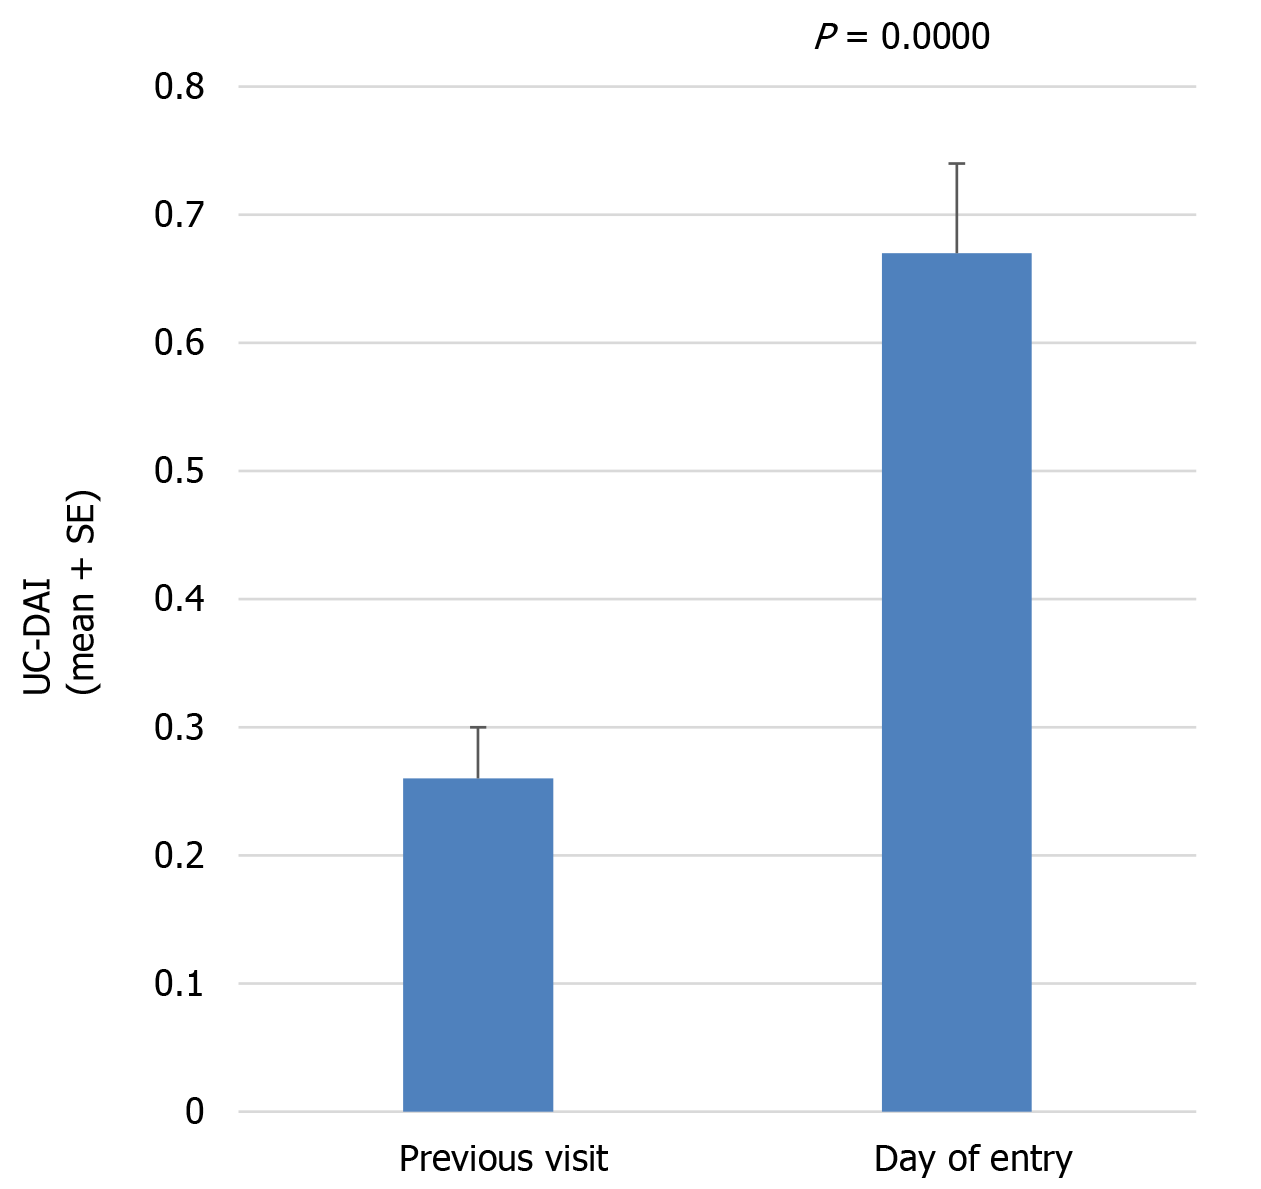 P = 0.0000
0.8
0.7
0.6
0.5
0.4
0.3
0.2
0.1
0
UC-DAI
(mean + SE)
Previous visit
Day of entry